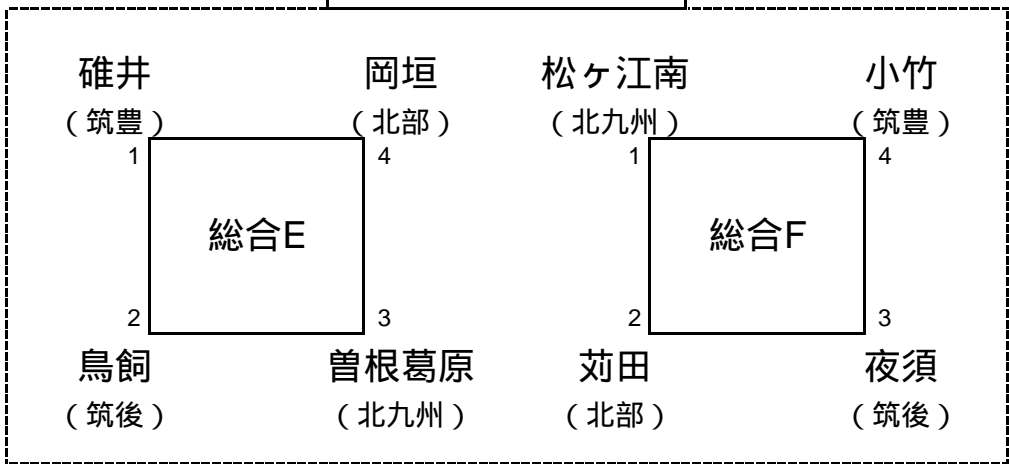 碓井 岡垣 松ヶ江南 小竹
（筑豊） （北部） （北九州） （筑豊）
1 4 1 4
総合E 総合F
2 3 2 3
鳥飼 曽根葛原 苅田 夜須
（筑後） （北九州） （北部） （筑後）